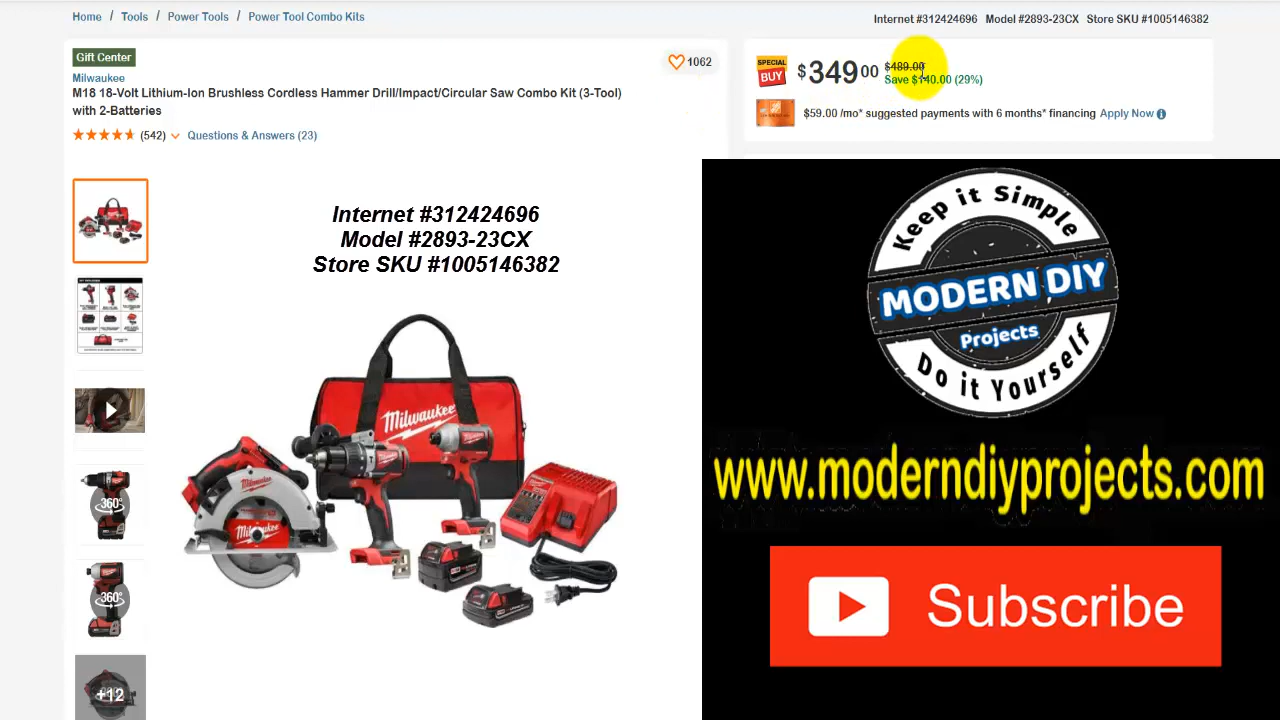 Home / Tools / Power Tools / Power Tool Combo Kits
Internet #312424696 Model #2893-23CX Store SKU #1005146382
Gift Center
1062
Milwaukee
M18 18-Volt Lithium-Ion Brushless Cordless Hammer Drill/Impact/Circular Saw Combo Kit (3-Tool)
with 2-Batteries
(542)
Questions & Answers (23)
SPECIAL
BUY
$349 00
$489.00
Save $140.00 (29%)
$59.00 /mo* suggested payments with 6 months* financing Apply Now
Internet #312424696
Model #2893-23CX
Store SKU #1005146382
Milwaukee
Milwaukee
Milwaukee
360°
360°
+12
Keep it Simple
MODERN DIY
Projects
Do it Yourself
www.moderndiyprojects.com
Subscribe